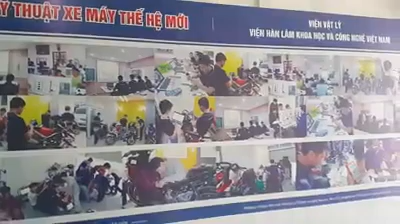 Y THUẬT XE MÁY THẾ HỆ MỚI
VIỆN VẬT LÝ
VIỆN HÀN LÂM KHOA HỌC VÀ CÔNG NGHỆ VIỆT NAM